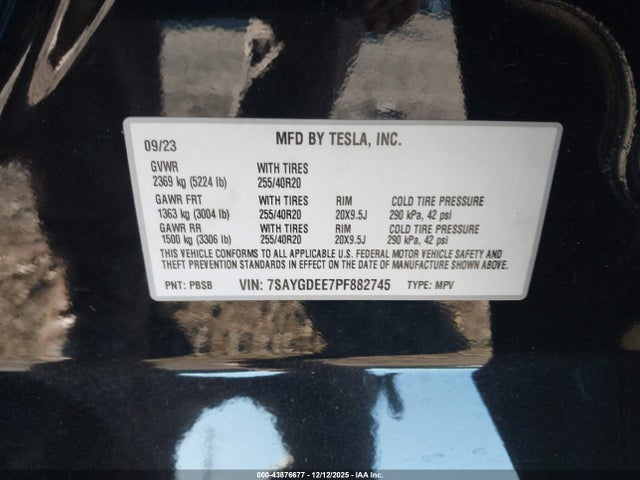 09/23 MFD BY TESLA, INC.
GVWR WITH TIRES
2369 kg (5224 lb) 255/40R20
GAWR FRT WITH TIRES RIM COLD TIRE PRESSURE
1363 kg (3004 lb) 255/40R20 20X9.5J 290 kPa, 42 psi
GAWR RR WITH TIRES RIM COLD TIRE PRESSURE
1500 kg (3306 lb) 255/40R20 20X9.5J 290 kPa, 42 psi
THIS VEHICLE CONFORMS TO ALL APPLICABLE U.S. FEDERAL MOTOR VEHICLE SAFETY AND
THEFT PREVENTION STANDARDS IN EFFECT ON THE DATE OF MANUFACTURE SHOWN ABOVE.
PNT: PBSB VIN: 7SAYGDEE7PF882745 TYPE: MPV
000-43876677 • 12/12/2025 • IAA Inc.